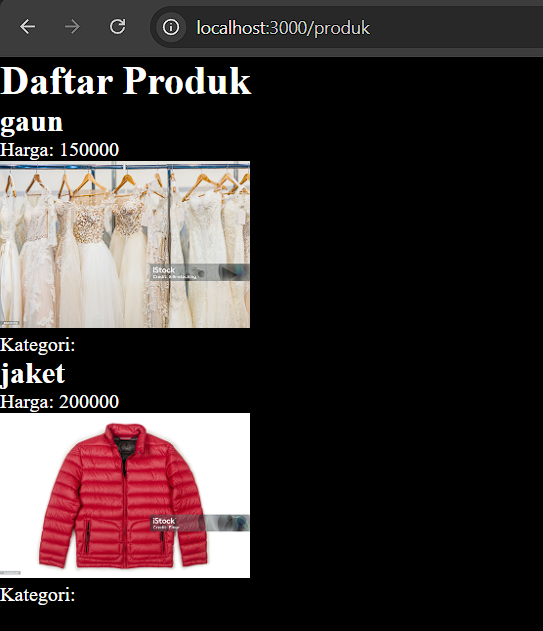 localhost:3000/produk
Daftar Produk
gaun
Harga: 150000
iStock
Kategori:
jaket
Harga: 200000
iStock
Kategori: